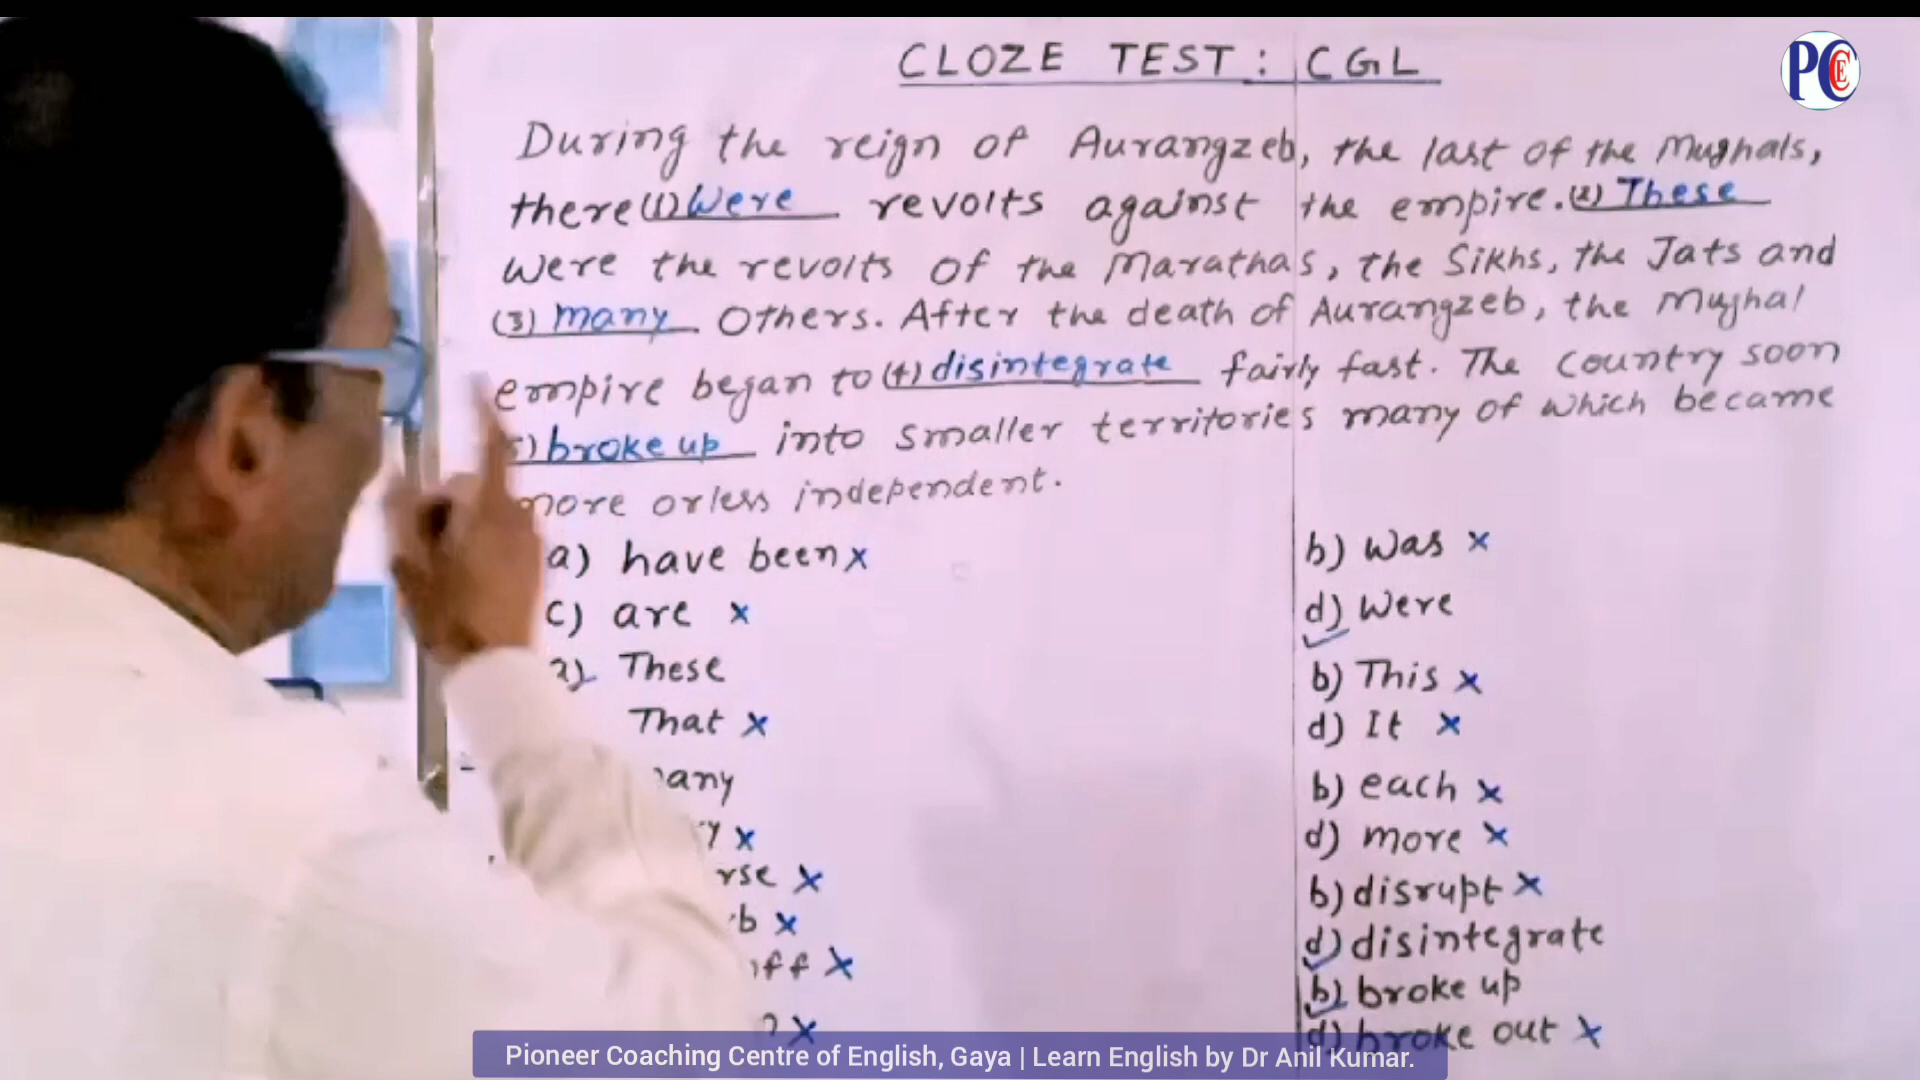 CLOZE TEST: CGL
PCCE
During the reign of Aurangzeb, the last of the Mughals,
there (1) Were revolts against the empire. (2) These
Were the revolts of the Marathas, the Sikhs, the Jats and
(3) many others. After the death of Aurangzeb, the Mughal
empire began to (4) disintegrate fairly fast. The country soon
5) broke up into smaller territories many of which became
more or less independent.
a) have been x b) was x
c) are x d) Were
a) These b) This x
That x d) It x
many b) each x
x d) more x
x b) disrupt x
x d) disintegrate
off x b) broke up
x d) broke out x
Pioneer Coaching Centre of English, Gaya | Learn English by Dr Anil Kumar.